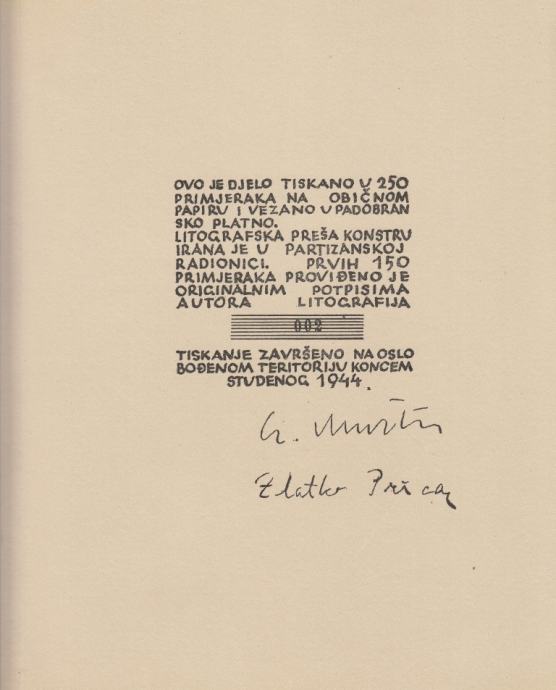 OVO JE DJELO TISKANO U 250
PRIMJERAKA NA OBIČNOM
PAPIRU I VEZANO U PADOBRAN
SKO PLATNO.
LITOGRAFSKA PREŠA KONSTRU
IRANA JE U PARTIZANSKOJ
RADIONICI. PRVIH 150
PRIMJERAKA PROVIĐENO JE
ORIGINALNIM POTPISIMA
AUTORA LITOGRAFIJA
002
TISKANJE ZAVRŠENO NA OSLO
BOĐENOM TERITORIJU KONCEM
STUDENOG 1944.
Zlatko Prica